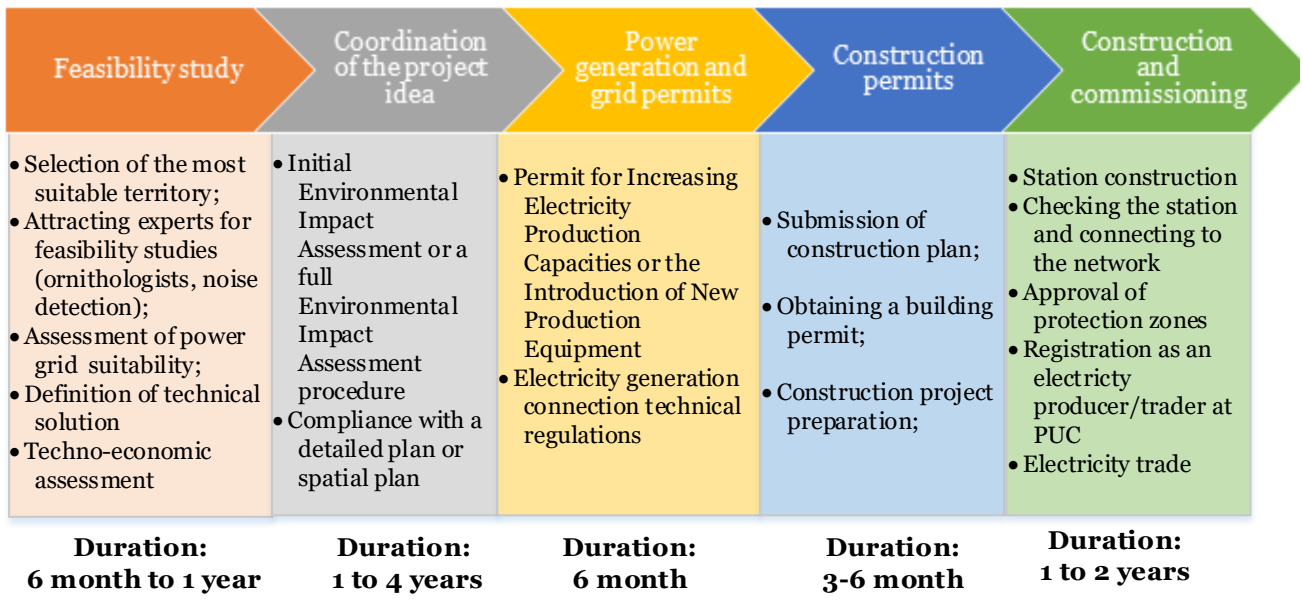 Feasibility study
Coordination
of the project
idea
Power
generation and
grid permits
Construction
permits
Construction
and
commissioning
• Selection of the most
suitable territory;
• Attracting experts for
feasibility studies
(ornithologists, noise
detection);
• Assessment of power
grid suitability;
• Definition of technical
solution
• Techno-economic
assessment
• Initial
Environmental
Impact
Assessment or a
full
Environmental
Impact
Assessment
procedure
• Compliance with a
detailed plan or
spatial plan
• Permit for Increasing
Electricity
Production
Capacities or the
Introduction of New
Production
Equipment
• Electricity generation
connection technical
regulations
• Submission of
construction plan;
• Obtaining a building
permit;
• Construction project
preparation;
• Station construction
• Checking the station
and connecting to
the network
• Approval of
protection zones
• Registration as an
electricty
producer/trader at
PUC
• Electricity trade
Duration:
6 month to 1 year
Duration:
1 to 4 years
Duration:
6 month
Duration:
3-6 month
Duration:
1 to 2 years